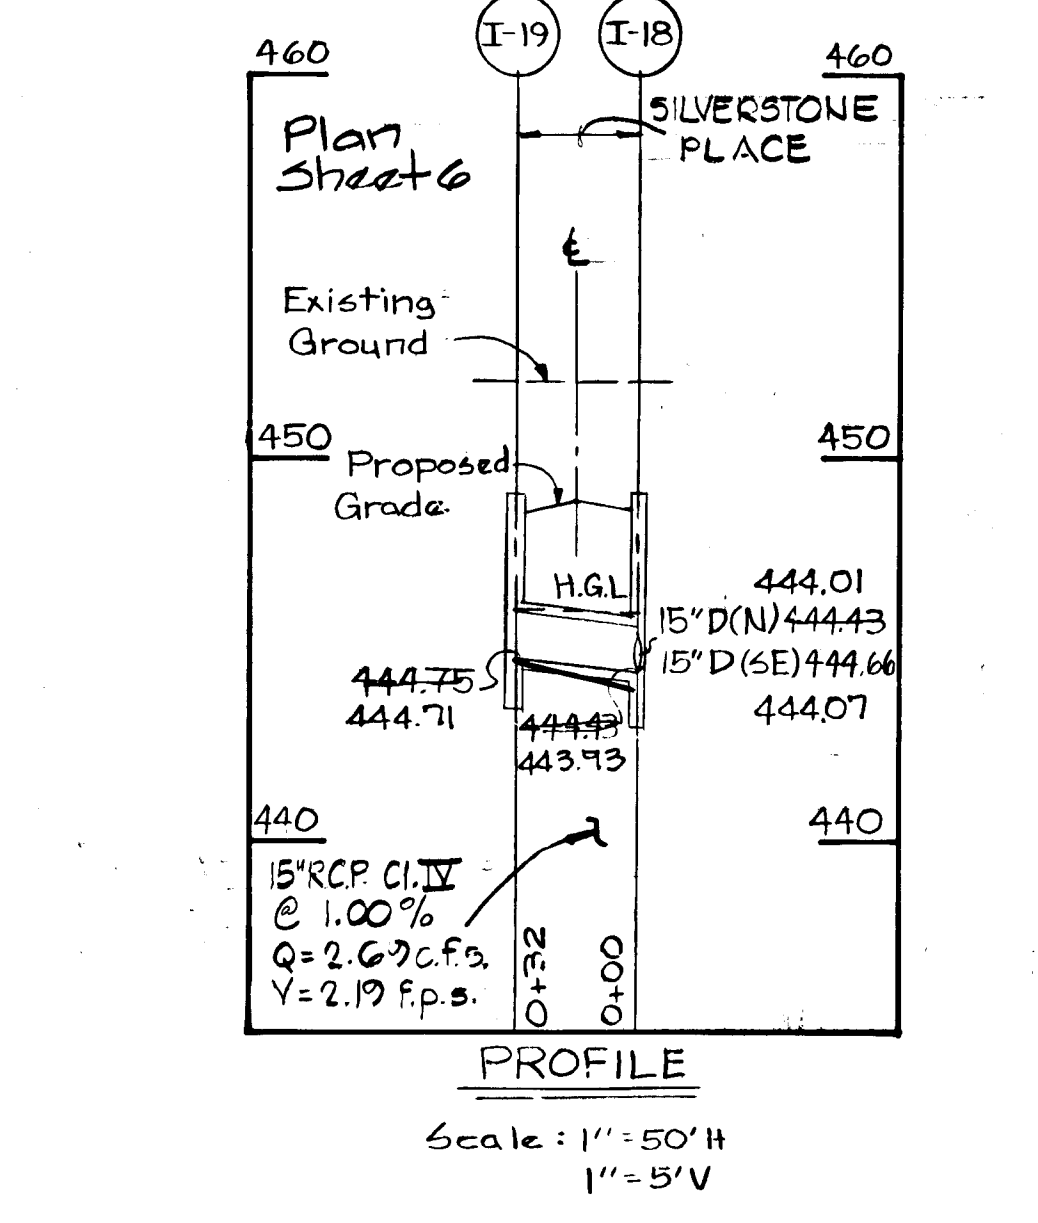 I-19
I-18
460
460
SILVERSTONE
PLACE
Plan
Sheet 6
℄
Existing
Ground
450
450
Proposed
Grade
H.G.L
444.01
15" D(N) 444.43
15" D (SE) 444.66
444.07
444.75
444.71
444.43
443.93
440
440
15" R.C.P. Cl. IV
@ 1.00%
Q = c.f.s.
V = 2.19 f.p.s.
0+32
0+00
PROFILE
Scale : 1" = 50' H
1" = 5' V